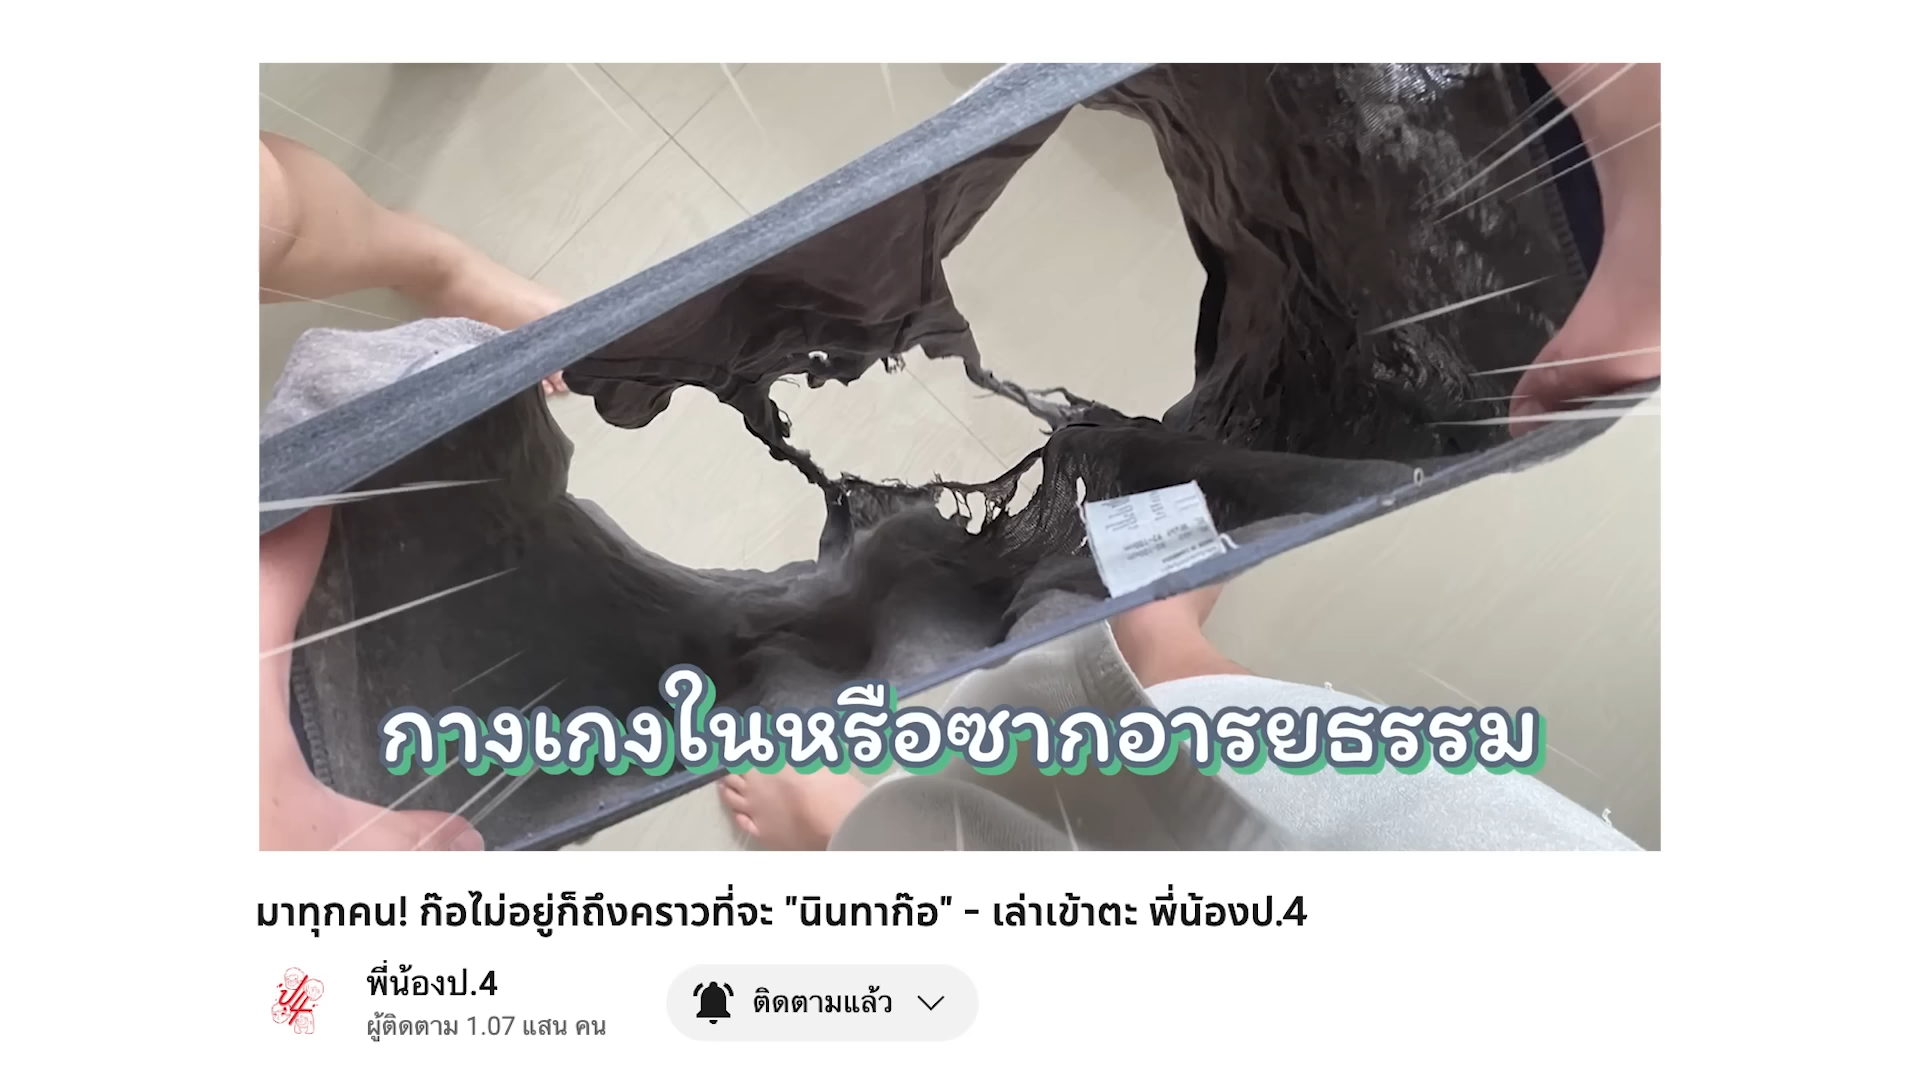 กางเกงในหรือซากอารยธรรม
มาทุกคน! ก๊อไม่อยู่ก็ถึงคราวที่จะ "นินทาก๊อ" - เล่าเข้าตะ พี่น้องป.4
ป.4
พี่น้องป.4
ผู้ติดตาม 1.07 แสน คน
ติดตามแล้ว